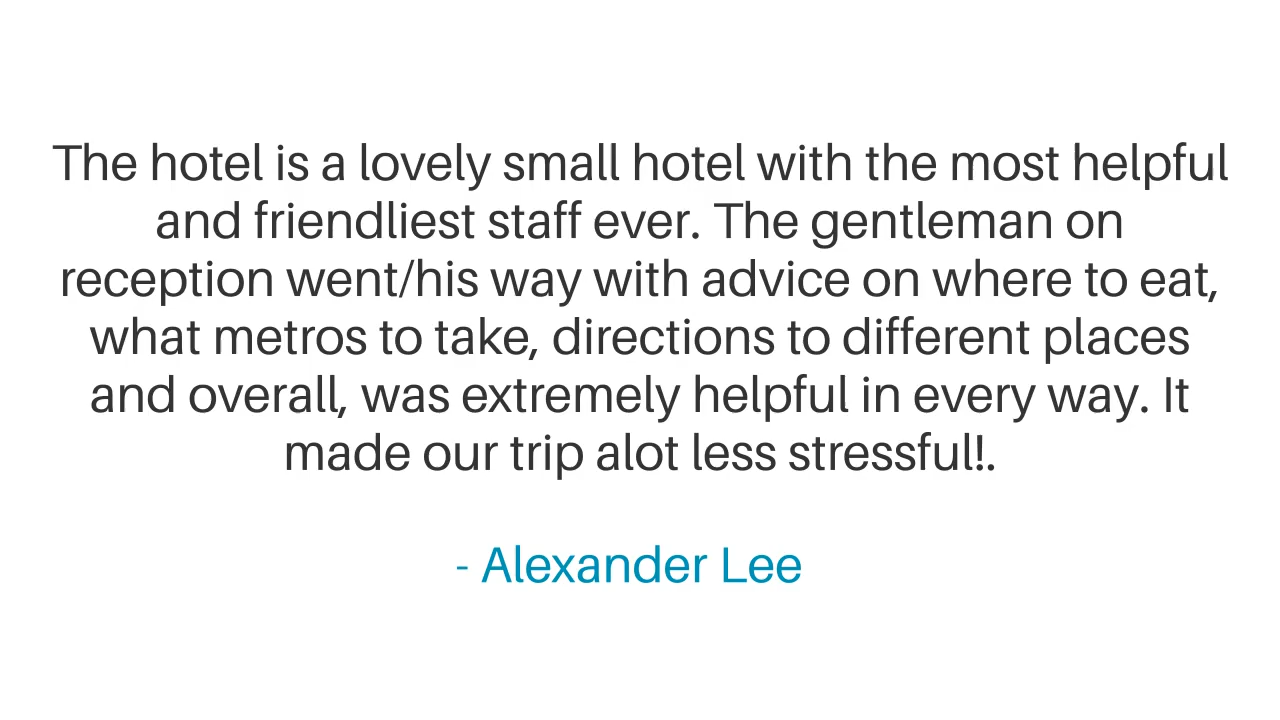 The hotel is a lovely small hotel with the most helpful
and friendliest staff ever. The gentleman on
reception went/his way with advice on where to eat,
what metros to take, directions to different places
and overall, was extremely helpful in every way. It
made our trip alot less stressful!.
- Alexander Lee